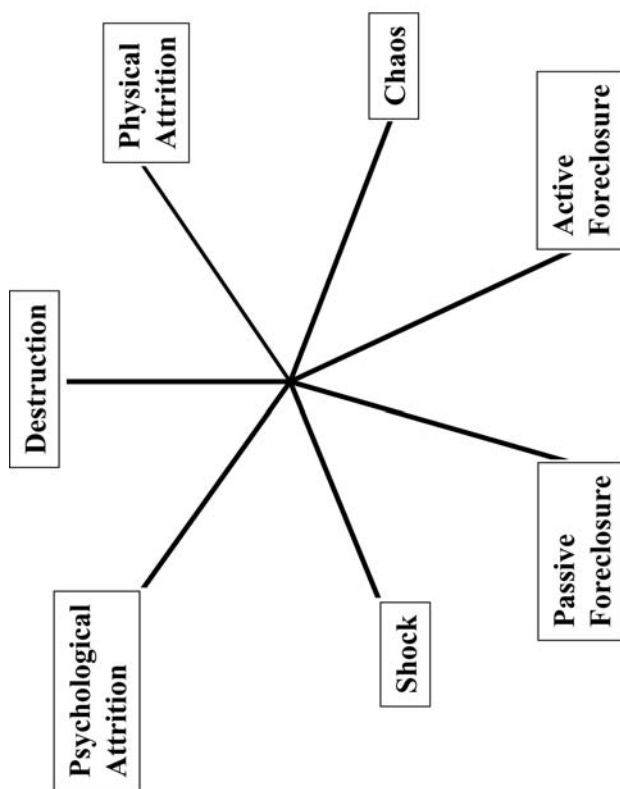 Destruction
Physical
Attrition
Chaos
Active
Foreclosure
Passive
Foreclosure
Shock
Psychological
Attrition